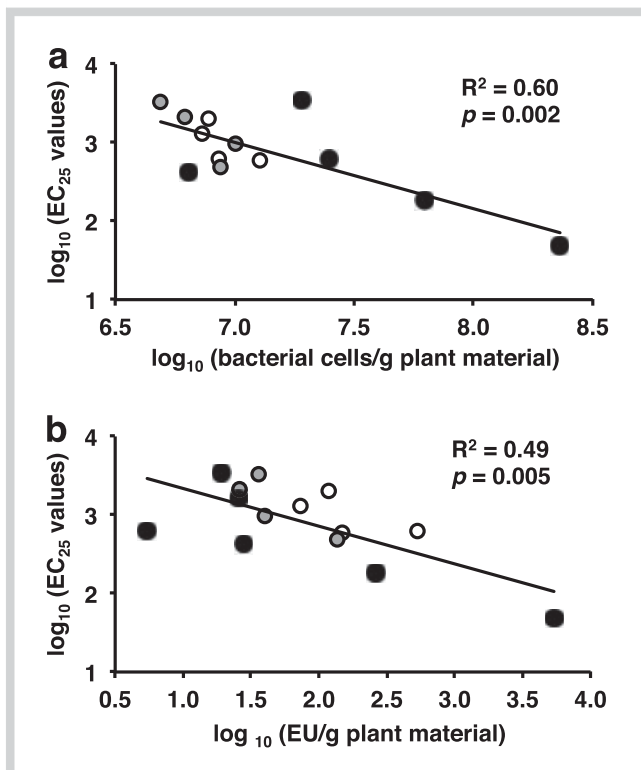 a
R² = 0.60
p = 0.002
log₁₀ (EC₂₅ values)
4
3
2
1
6.5 7.0 7.5 8.0 8.5
log₁₀ (bacterial cells/g plant material)
b
R² = 0.49
p = 0.005
log₁₀ (EC₂₅ values)
4
3
2
1
0.5 1.0 1.5 2.0 2.5 3.0 3.5 4.0
log ₁₀ (EU/g plant material)